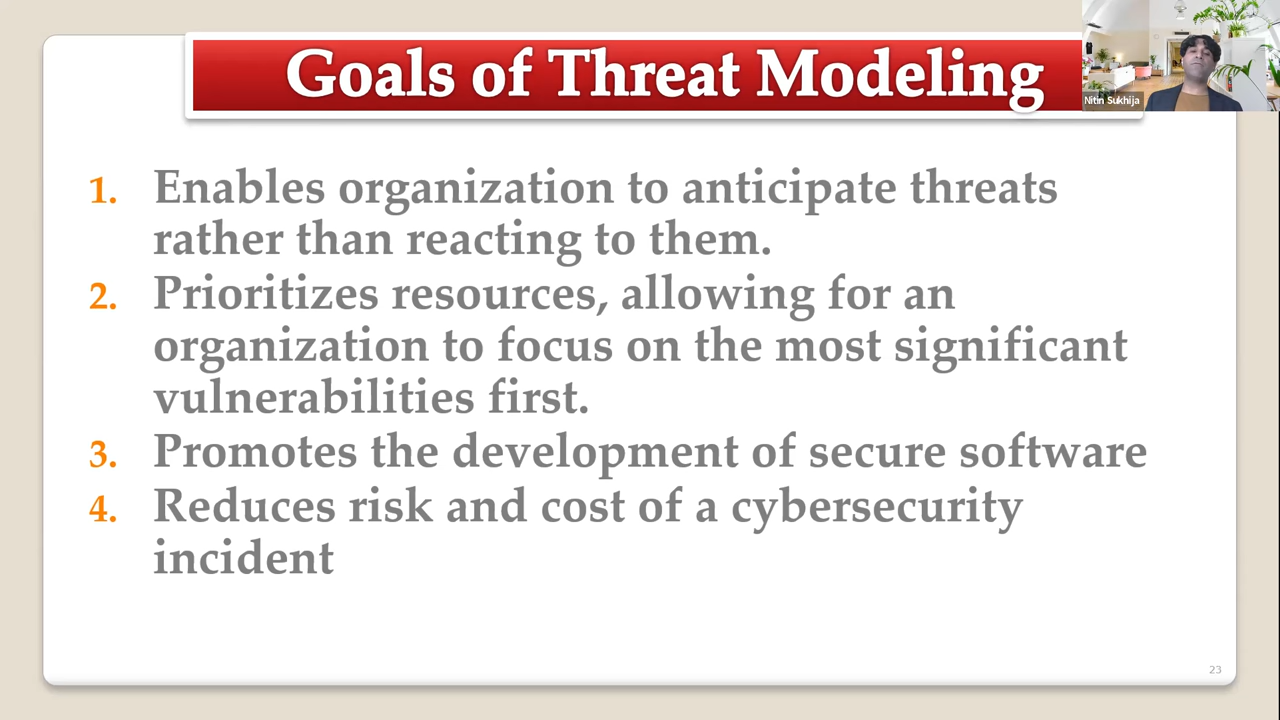 Goals of Threat Modeling
Nitin Sukhija
1. Enables organization to anticipate threats
rather than reacting to them.
2. Prioritizes resources, allowing for an
organization to focus on the most significant
vulnerabilities first.
3. Promotes the development of secure software
4. Reduces risk and cost of a cybersecurity
incident
23